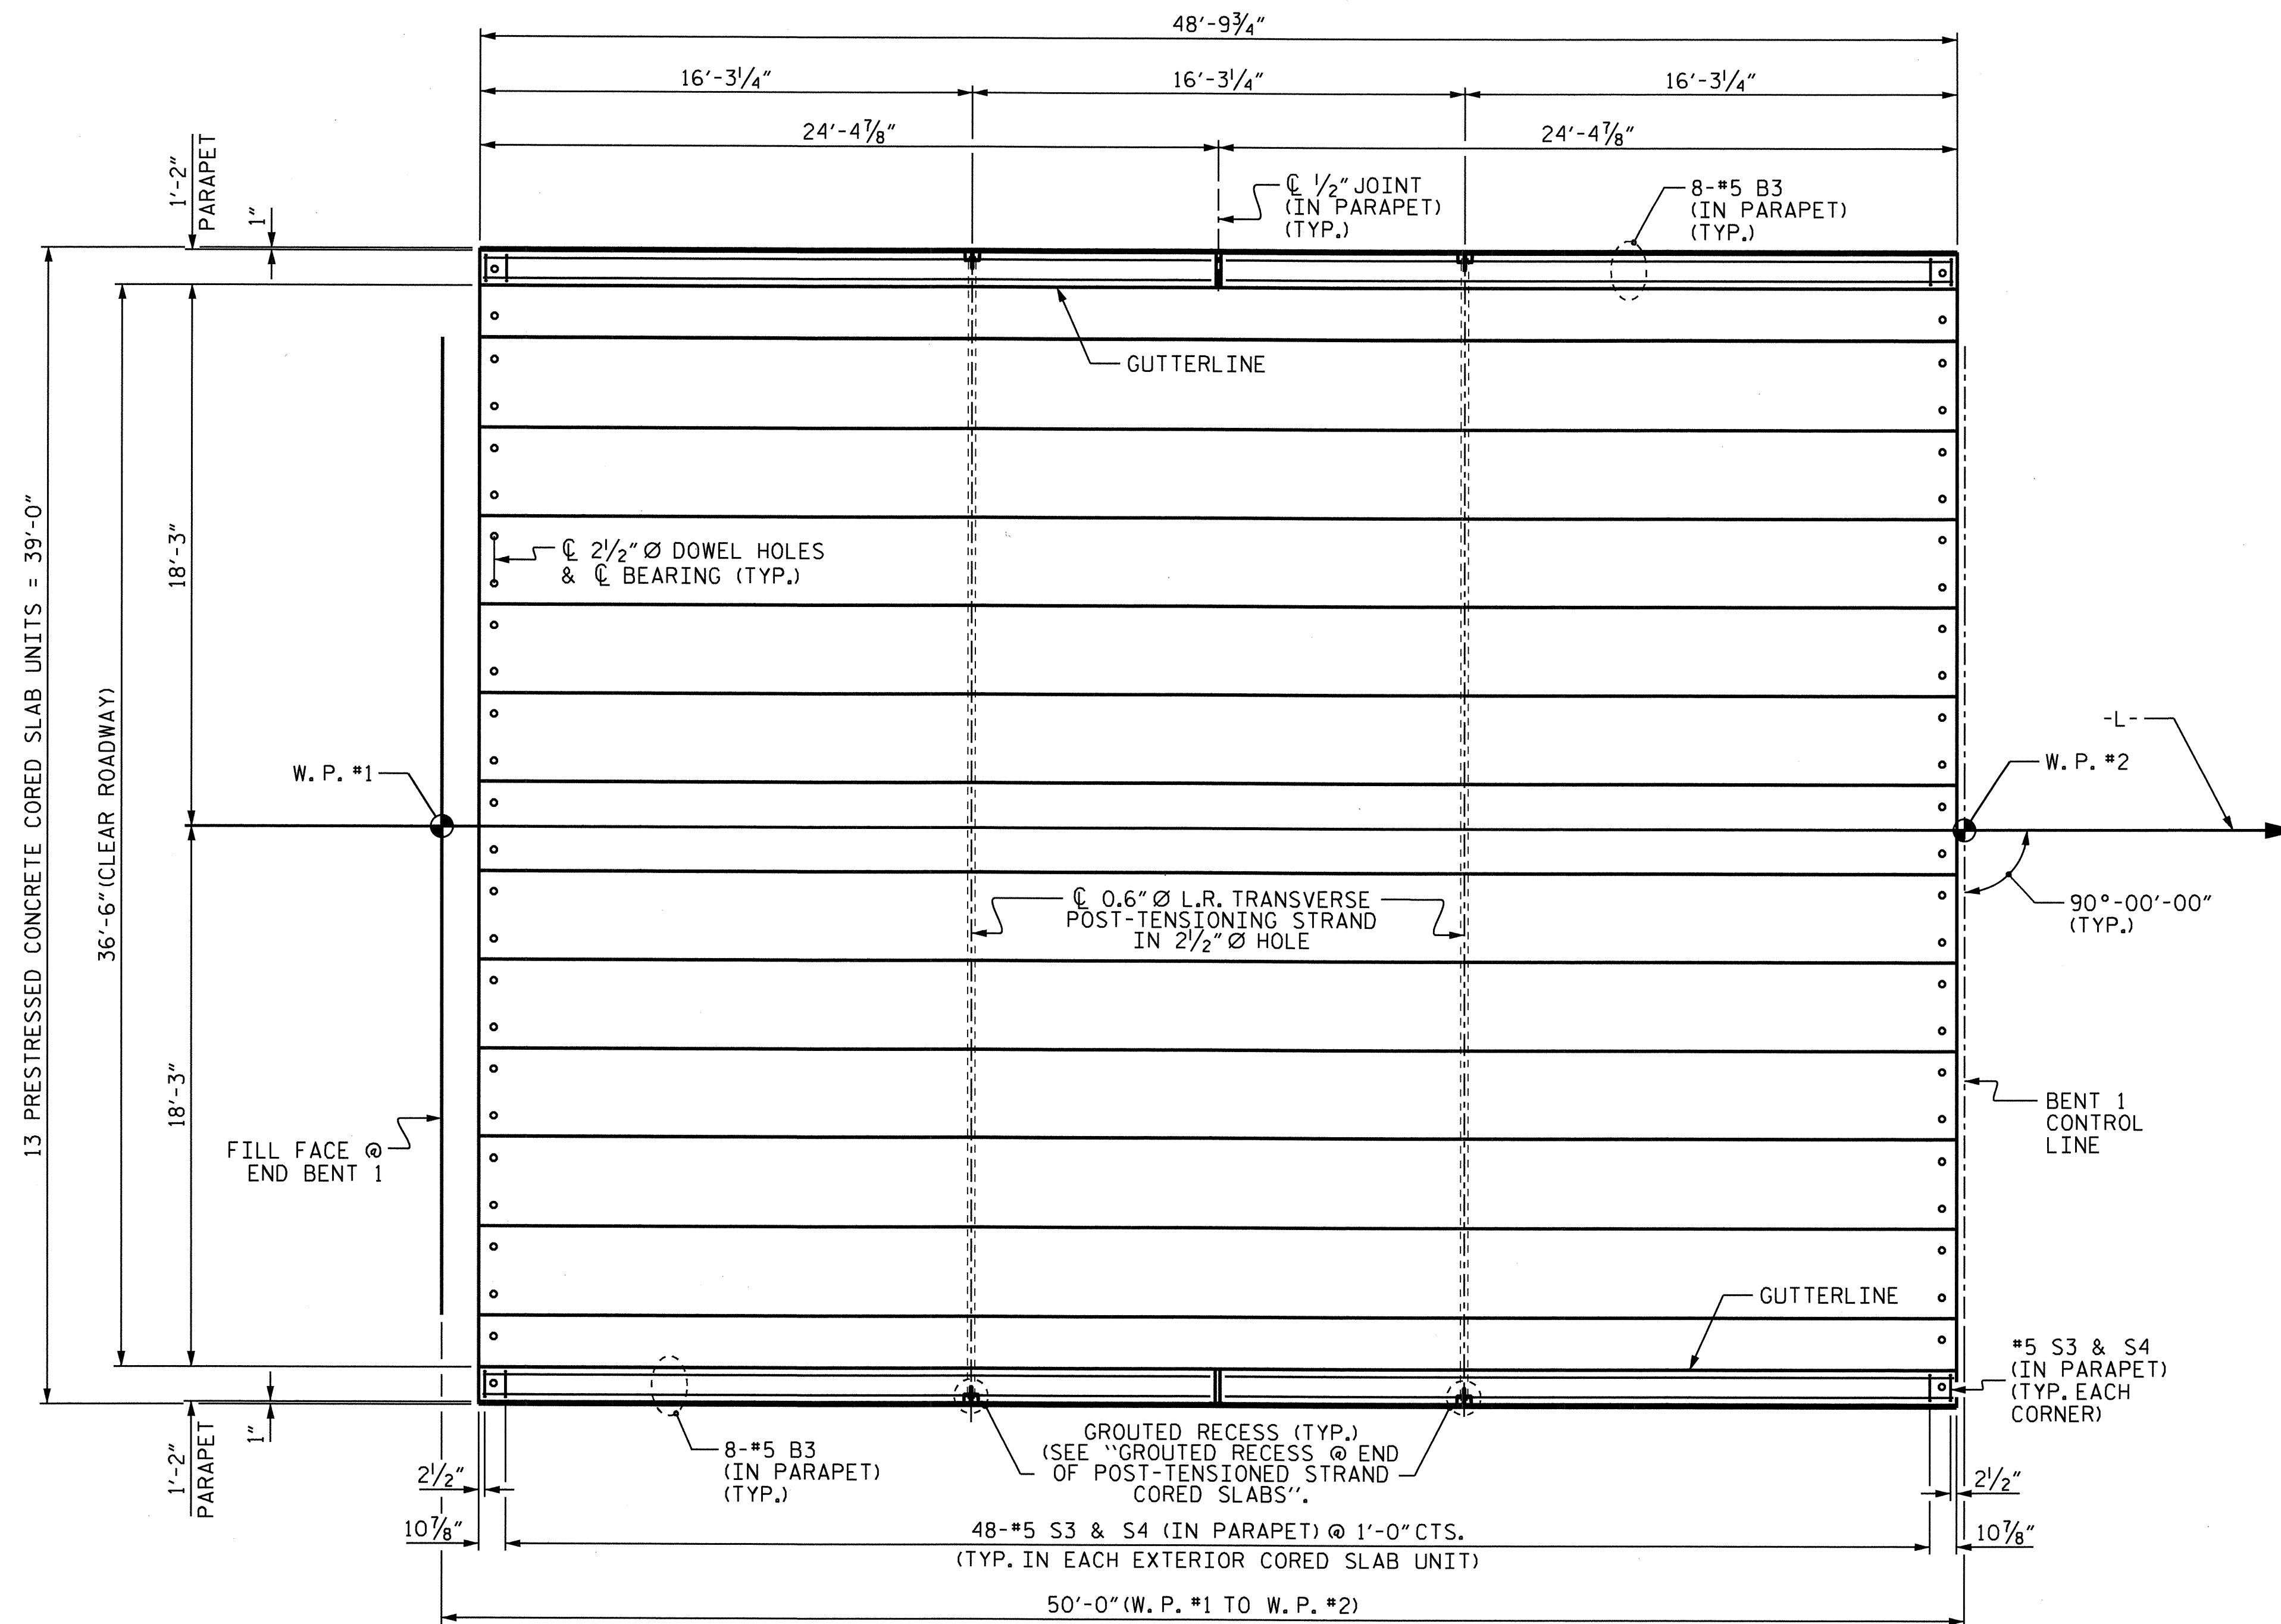 48'-9¾"
16'-3¼"
16'-3¼"
16'-3¼"
24'-4⅞"
24'-4⅞"
1'-2"
PARAPET
1"
℄ ½" JOINT
(IN PARAPET)
(TYP.)
8-#5 B3
(IN PARAPET)
(TYP.)
GUTTERLINE
13 PRESTRESSED CONCRETE CORED SLAB UNITS = 39'-0"
36'-6" (CLEAR ROADWAY)
18'-3"
℄ 2½" Ø DOWEL HOLES
& ℄ BEARING (TYP.)
W.P. #1
-L-
W.P. #2
℄ 0.6" Ø L.R. TRANSVERSE
POST-TENSIONING STRAND
IN 2½" Ø HOLE
90°-00'-00"
(TYP.)
18'-3"
FILL FACE @
END BENT 1
BENT 1
CONTROL
LINE
GUTTERLINE
#5 S3 & S4
(IN PARAPET)
(TYP. EACH
CORNER)
1'-2"
PARAPET
1"
8-#5 B3
(IN PARAPET)
(TYP.)
GROUTED RECESS (TYP.)
(SEE "GROUTED RECESS @ END
OF POST-TENSIONED STRAND
CORED SLABS".
2½"
2½"
10⅞"
48-#5 S3 & S4 (IN PARAPET) @ 1'-0" CTS.
(TYP. IN EACH EXTERIOR CORED SLAB UNIT)
10⅞"
50'-0" (W.P. #1 TO W.P. #2)